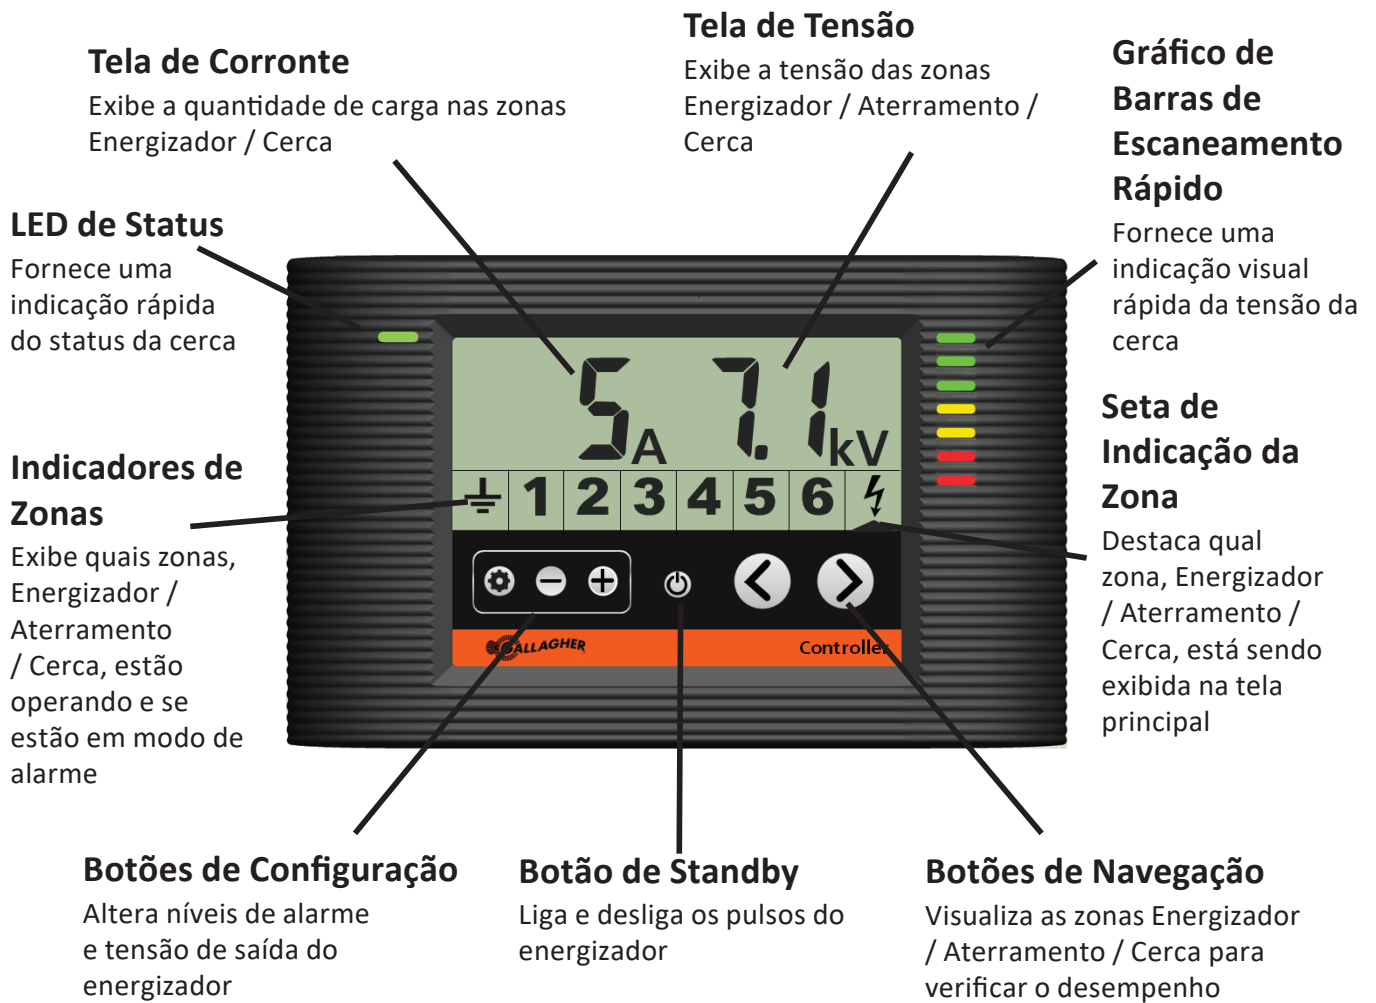 Tela de Corronte
Exibe a quantidade de carga nas zonas
Energizador / Cerca
Tela de Tensão
Exibe a tensão das zonas
Energizador / Aterramento /
Cerca
Gráfico de
Barras de
Escaneamento
Rápido
Fornece uma
indicação visual
rápida da tensão da
cerca
LED de Status
Fornece uma
indicação rápida
do status da cerca
5 A 7.1 kV
1 2 3 4 5 6
GALLAGHER
Controller
Indicadores de
Zonas
Exibe quais zonas,
Energizador /
Aterramento
/ Cerca, estão
operando e se
estão em modo de
alarme
Seta de
Indicação da
Zona
Destaca qual
zona, Energizador
/ Aterramento /
Cerca, está sendo
exibida na tela
principal
Botões de Configuração
Altera níveis de alarme
e tensão de saída do
energizador
Botão de Standby
Liga e desliga os pulsos do
energizador
Botões de Navegação
Visualiza as zonas Energizador
/ Aterramento / Cerca para
verificar o desempenho